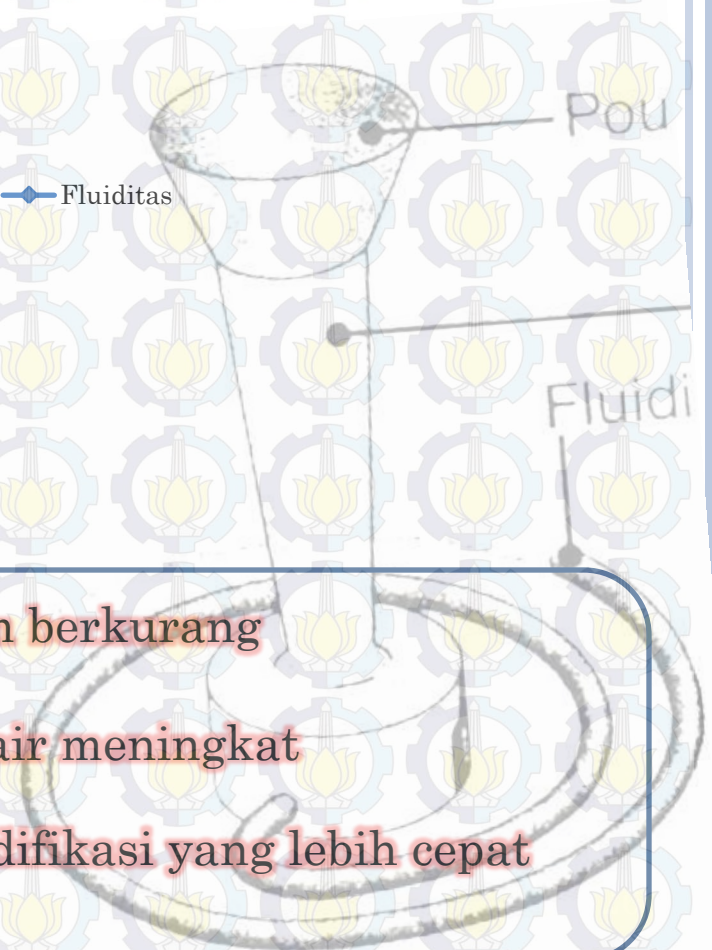 Pou
Fluiditas
Fluidi
n berkurang
air meningkat
difikasi yang lebih cepat